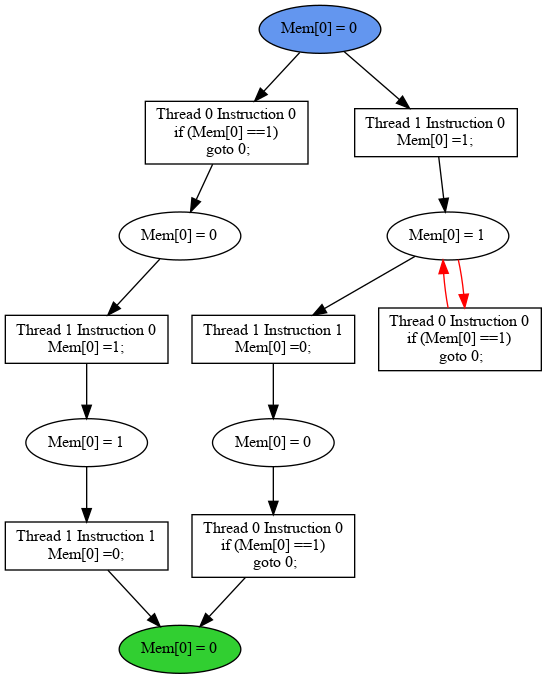 Mem[0] = 0
Thread 0 Instruction 0
if (Mem[0] ==1)
goto 0;
Thread 1 Instruction 0
Mem[0] =1;
Mem[0] = 0
Mem[0] = 1
Thread 1 Instruction 0
Mem[0] =1;
Thread 1 Instruction 1
Mem[0] =0;
Thread 0 Instruction 0
if (Mem[0] ==1)
goto 0;
Mem[0] = 1
Mem[0] = 0
Thread 1 Instruction 1
Mem[0] =0;
Thread 0 Instruction 0
if (Mem[0] ==1)
goto 0;
Mem[0] = 0